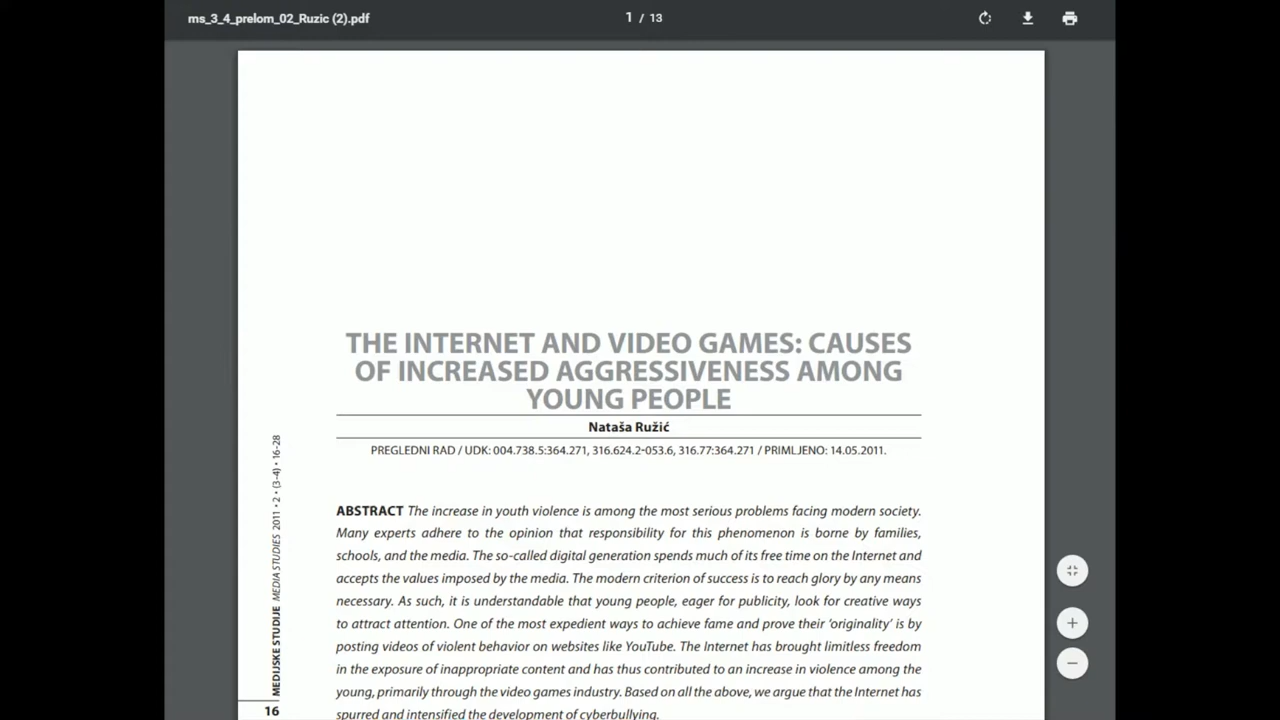 ms_3_4_prelom_02_Ruzic (2).pdf
1 / 13
THE INTERNET AND VIDEO GAMES: CAUSES
OF INCREASED AGGRESSIVENESS AMONG
YOUNG PEOPLE
Nataša Ružić
PREGLEDNI RAD / UDK: 004.738.5:364.271, 316.624.2-053.6, 316.77:364.271 / PRIMLJENO: 14.05.2011.
ABSTRACT The increase in youth violence is among the most serious problems facing modern society.
Many experts adhere to the opinion that responsibility for this phenomenon is borne by families,
schools, and the media. The so-called digital generation spends much of its free time on the Internet and
accepts the values imposed by the media. The modern criterion of success is to reach glory by any means
necessary. As such, it is understandable that young people, eager for publicity, look for creative ways
to attract attention. One of the most expedient ways to achieve fame and prove their ‘originality’ is by
posting videos of violent behavior on websites like YouTube. The Internet has brought limitless freedom
in the exposure of inappropriate content and has thus contributed to an increase in violence among the
young, primarily through the video games industry. Based on all the above, we argue that the Internet has
spurred and intensified the development of cyberbullying.
MEDIJSKE STUDIJE MEDIA STUDIES 2011 • 2 • (3-4) • 16-28
16